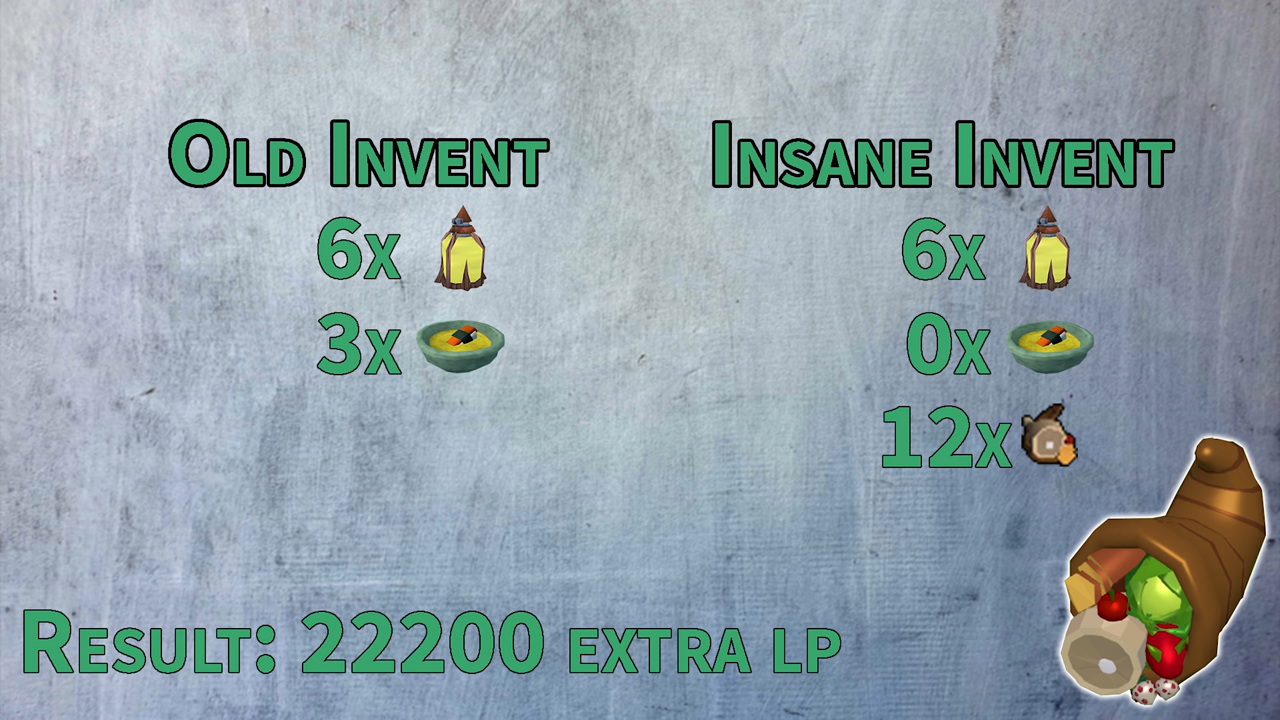 Old Invent
Insane Invent
6x
6x
3x
0x
12x
Result: 22200 extra lp